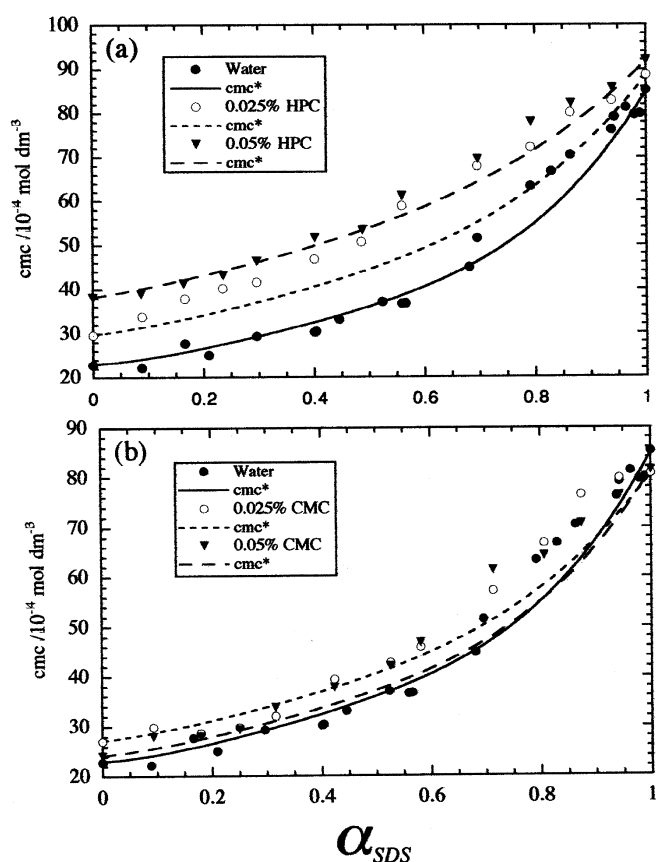 100
90
80
70
60
50
40
30
20
cmc /10⁻⁴ mol dm⁻³
(a)
Water
cmc*
0.025% HPC
cmc*
0.05% HPC
cmc*
0 0.2 0.4 0.6 0.8 1
90
80
70
60
50
40
30
20
cmc /10⁻⁴ mol dm⁻³
(b)
Water
cmc*
0.025% CMC
cmc*
0.05% CMC
cmc*
0 0.2 0.4 0.6 0.8 1
α SDS